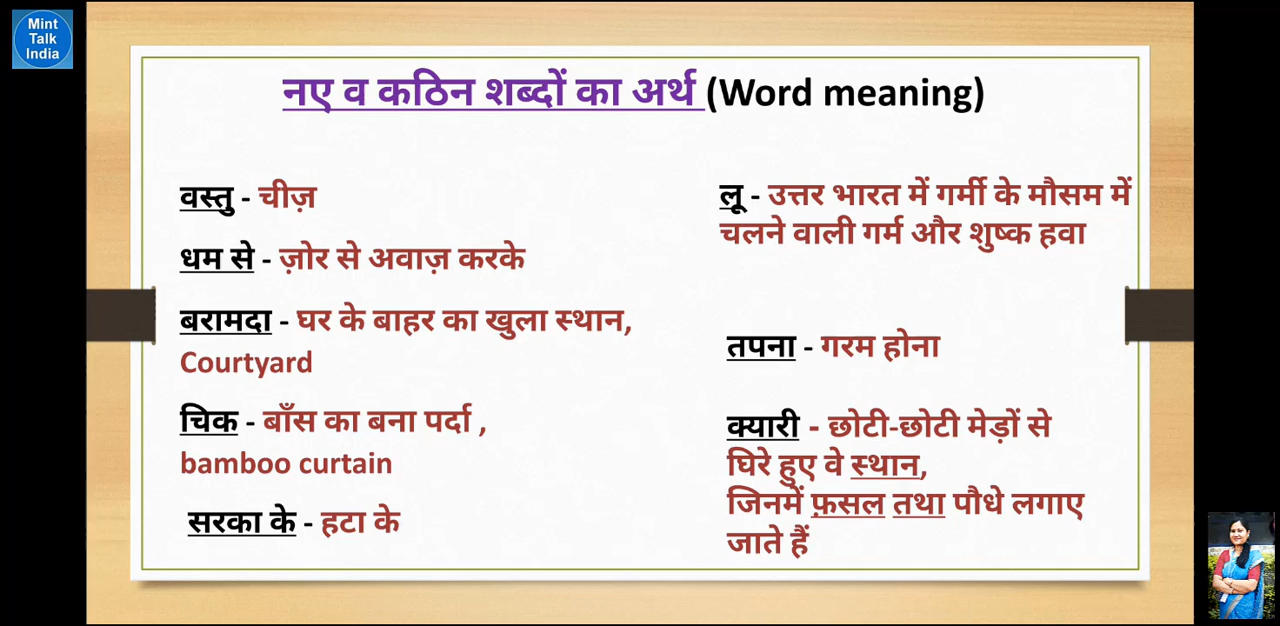 Mint
Talk
India
नए व कठिन शब्दों का अर्थ (Word meaning)
वस्तु - चीज़
धम से - ज़ोर से अवाज़ करके
बरामदा - घर के बाहर का खुला स्थान,
Courtyard
चिक - बाँस का बना पर्दा ,
bamboo curtain
सरका के - हटा के
लू - उत्तर भारत में गर्मी के मौसम में
चलने वाली गर्म और शुष्क हवा
तपना - गरम होना
क्यारी - छोटी-छोटी मेड़ों से
घिरे हुए वे स्थान,
जिनमें फ़सल तथा पौधे लगाए
जाते हैं